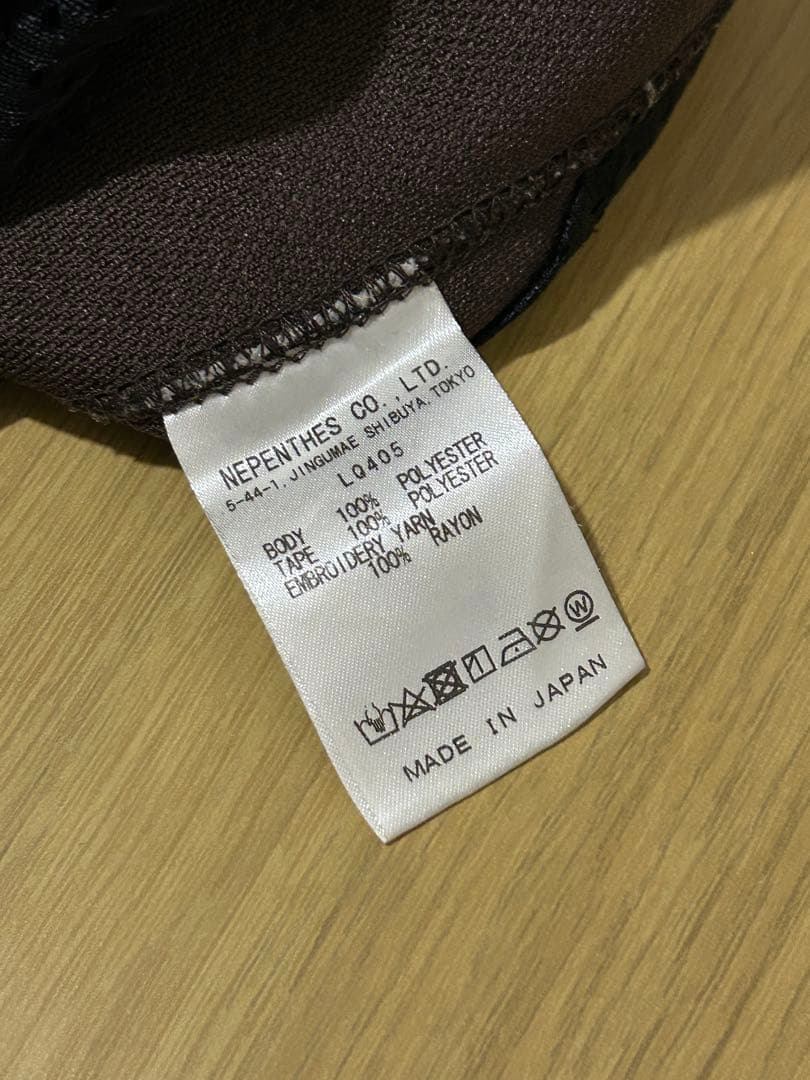 NEPENTHES CO.,LTD.
5-44-1, JINGUMAE SHIBUYA, TOKYO
LQ405
BODY 100% POLYESTER
TAPE 100% POLYESTER
EMBROIDERY YARN
100% RAYON
W
MADE IN JAPAN